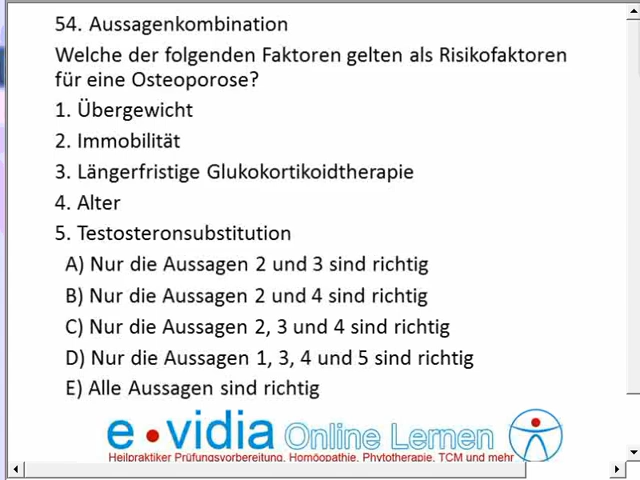 54. Aussagenkombination
Welche der folgenden Faktoren gelten als Risikofaktoren
für eine Osteoporose?
1. Übergewicht
2. Immobilität
3. Längerfristige Glukokortikoidtherapie
4. Alter
5. Testosteronsubstitution
A) Nur die Aussagen 2 und 3 sind richtig
B) Nur die Aussagen 2 und 4 sind richtig
C) Nur die Aussagen 2, 3 und 4 sind richtig
D) Nur die Aussagen 1, 3, 4 und 5 sind richtig
E) Alle Aussagen sind richtig
e•vidia Online Lernen
Heilpraktiker Prüfungsvorbereitung, Homöopathie, Phytotherapie, TCM und mehr